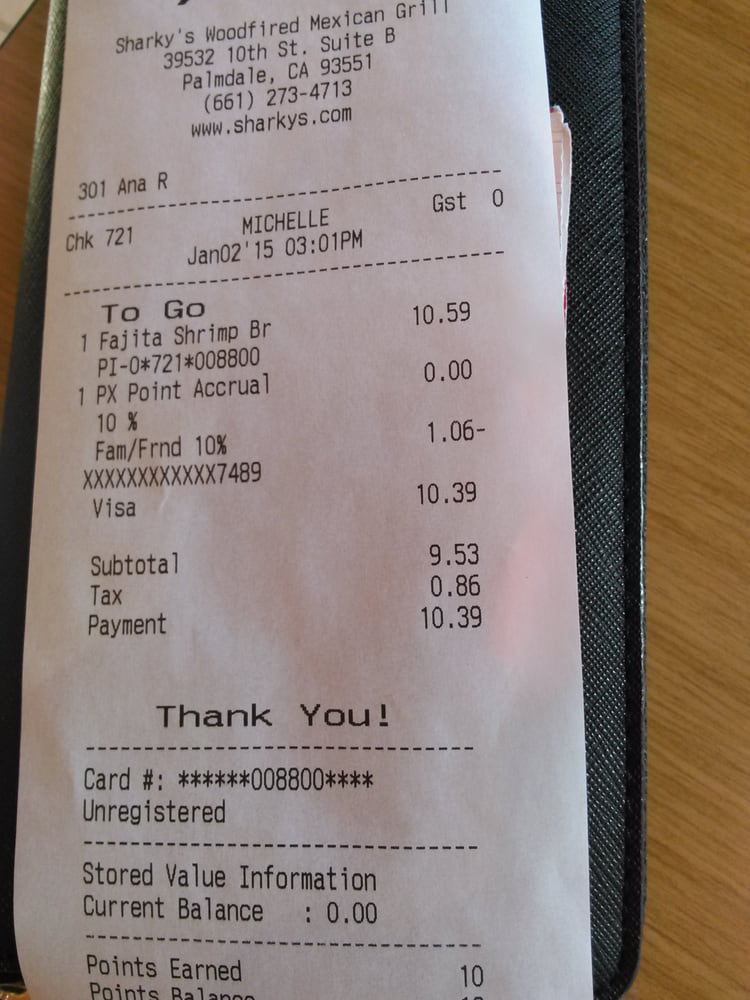 Sharky's Woodfired Mexican Grill
39532 10th St. Suite B
Palmdale, CA 93551
(661) 273-4713
www.sharkys.com
301 Ana R
Chk 721 MICHELLE Gst 0
Jan02'15 03:01PM
To Go
1 Fajita Shrimp Br 10.59
PI-0*721*008800
1 PX Point Accrual 0.00
10 %
Fam/Frnd 10% 1.06-
XXXXXXXXXXXX7489
Visa 10.39
Subtotal 9.53
Tax 0.86
Payment 10.39
Thank You!
Card #: ******008800****
Unregistered
Stored Value Information
Current Balance : 0.00
Points Earned 10
Points Balance